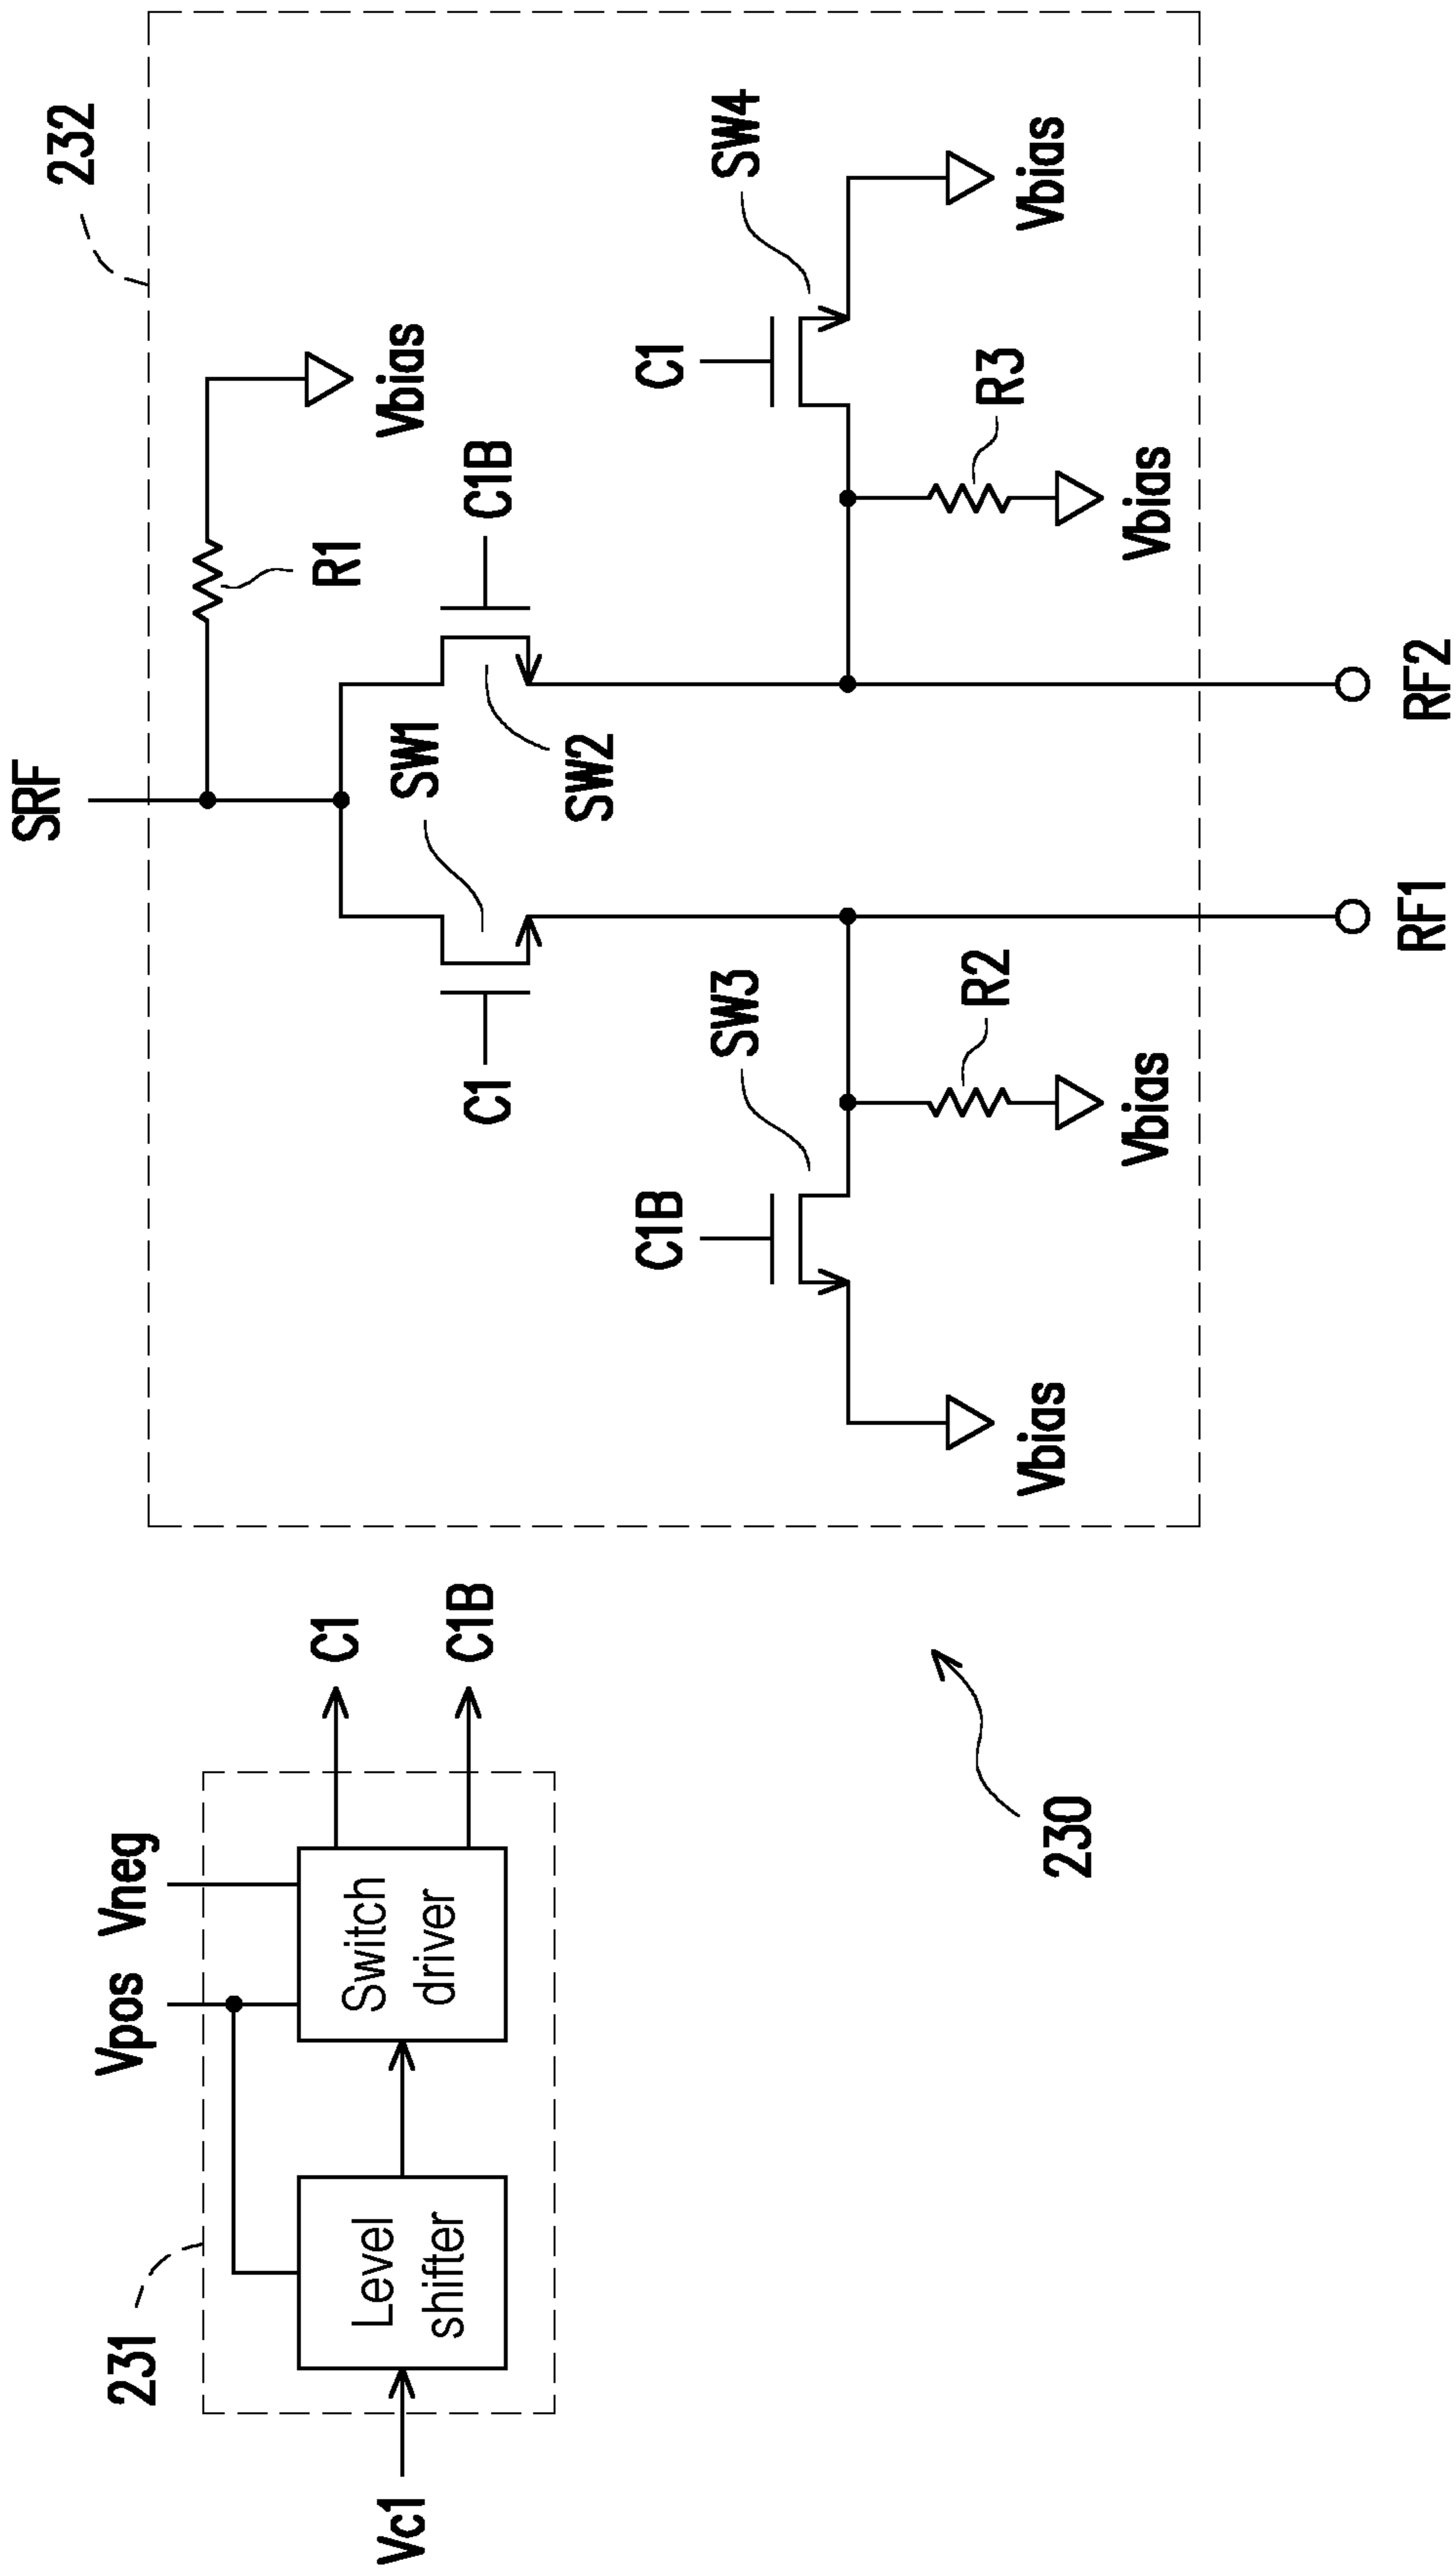 231
Vpos
Vneg
Vc1
Level
shifter
Switch
driver
C1
C1B
230
232
SRF
R1
Vbias
C1
SW1
SW2
C1B
C1B
SW3
C1
SW4
Vbias
R2
Vbias
R3
Vbias
Vbias
RF1
RF2